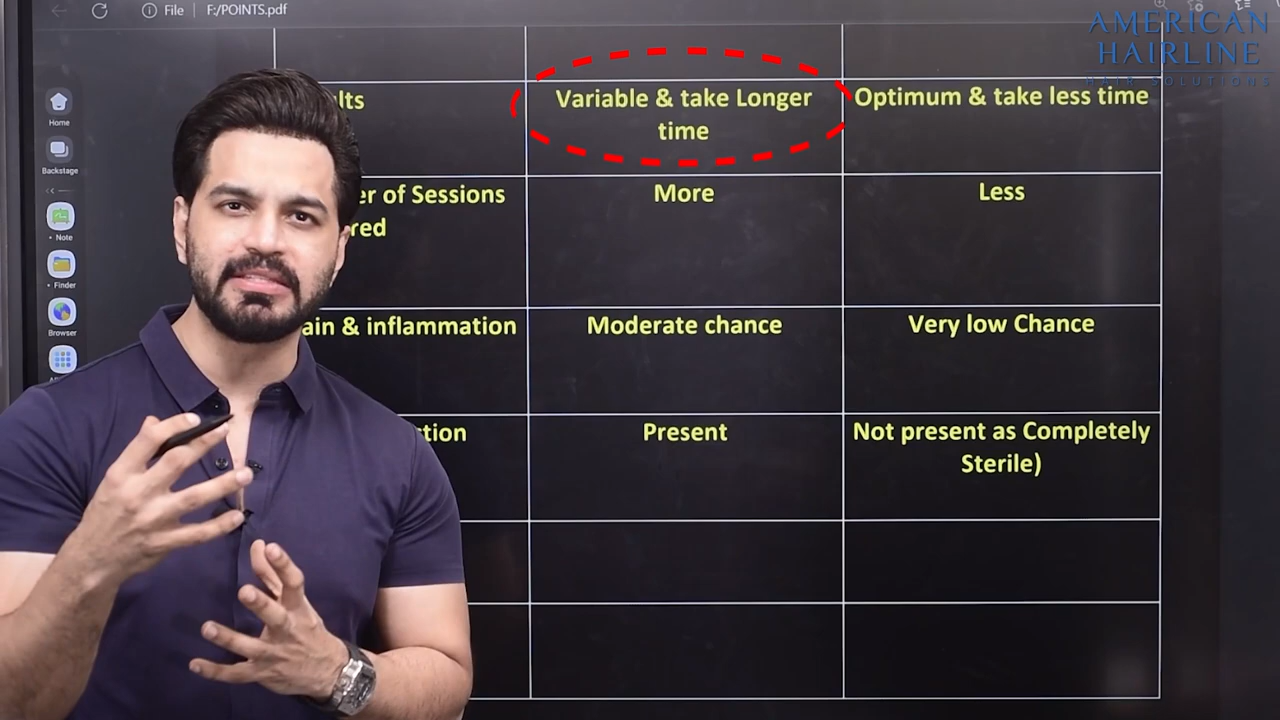 File
F:/POINTS.pdf
AMERICAN
HAIRLINE
HAIR SOLUTIONS
Home
Backstage
Note
Finder
Browser
lts
Variable & take Longer
time
Optimum & take less time
er of Sessions
red
More
Less
ain & inflammation
Moderate chance
Very low Chance
ction
Present
Not present as Completely
Sterile)